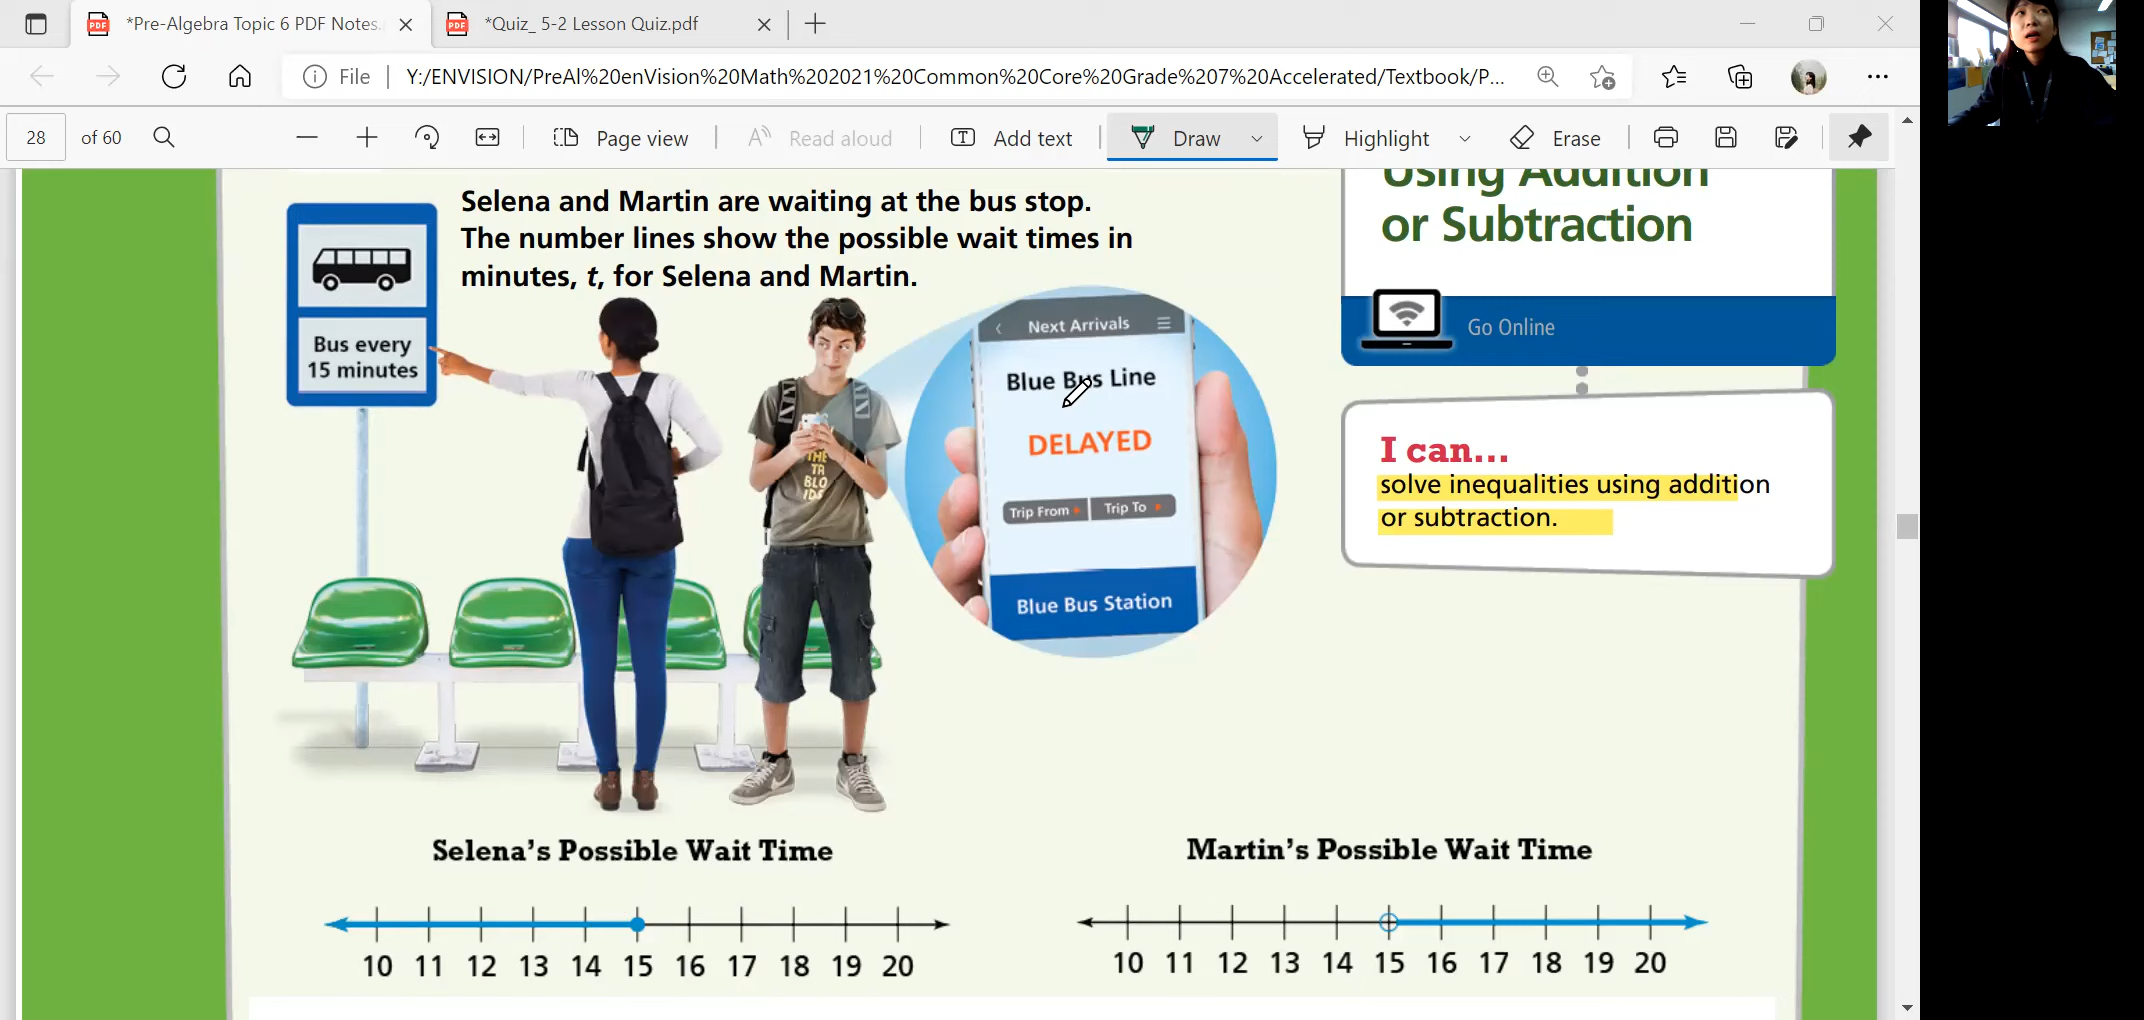 *Pre-Algebra Topic 6 PDF Notes.
*Quiz_ 5-2 Lesson Quiz.pdf
File
Y:/ENVISION/PreAl%20enVision%20Math%202021%20Common%20Core%20Grade%207%20Accelerated/Textbook/P...
28
of 60
Page view
Read aloud
Add text
Draw
Highlight
Erase
Using Addition
or Subtraction
Go Online
I can...
solve inequalities using addition
or subtraction.
Selena and Martin are waiting at the bus stop.
The number lines show the possible wait times in
minutes, t, for Selena and Martin.
Bus every
15 minutes
Next Arrivals
Blue Bus Line
DELAYED
Trip From
Trip To
Blue Bus Station
THE
TA
BLO
IDS
Selena's Possible Wait Time
10 11 12 13 14 15 16 17 18 19 20
Martin's Possible Wait Time
10 11 12 13 14 15 16 17 18 19 20